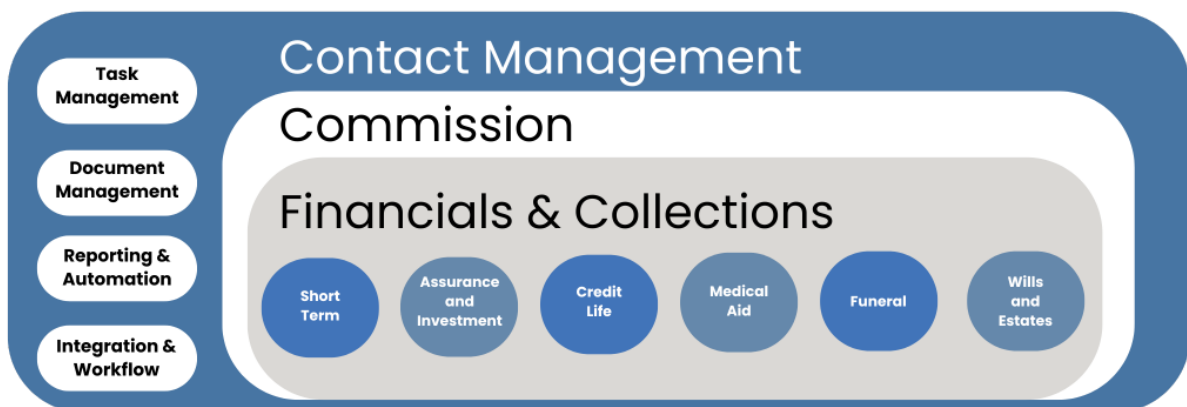 Task
Management
Document
Management
Reporting &
Automation
Integration &
Workflow
Contact Management
Commission
Financials & Collections
Short
Term
Assurance
and
Investment
Credit
Life
Medical
Aid
Funeral
Wills
and
Estates